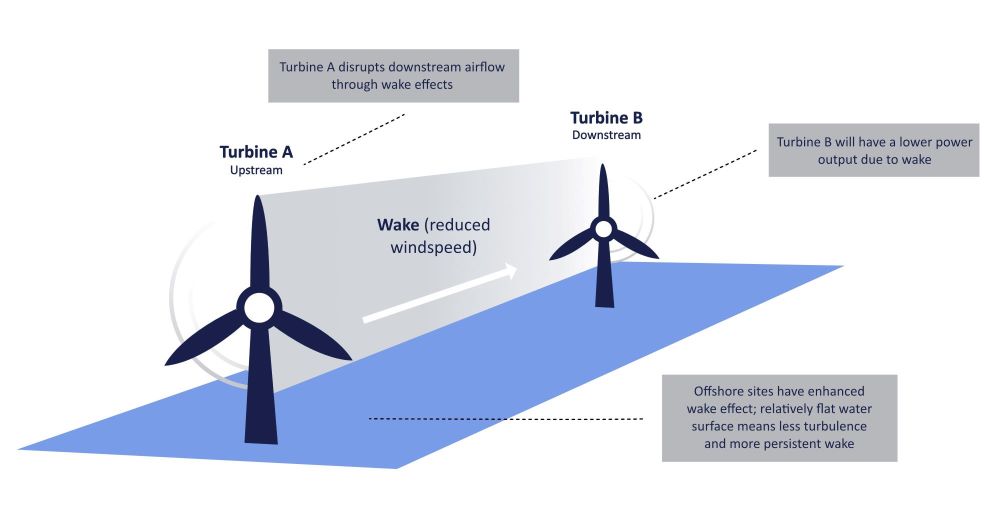 Turbine A disrupts downstream airflow
through wake effects
Turbine B
Downstream
Turbine B will have a lower power
output due to wake
Turbine A
Upstream
Wake (reduced
windspeed)
Offshore sites have enhanced
wake effect; relatively flat water
surface means less turbulence
and more persistent wake